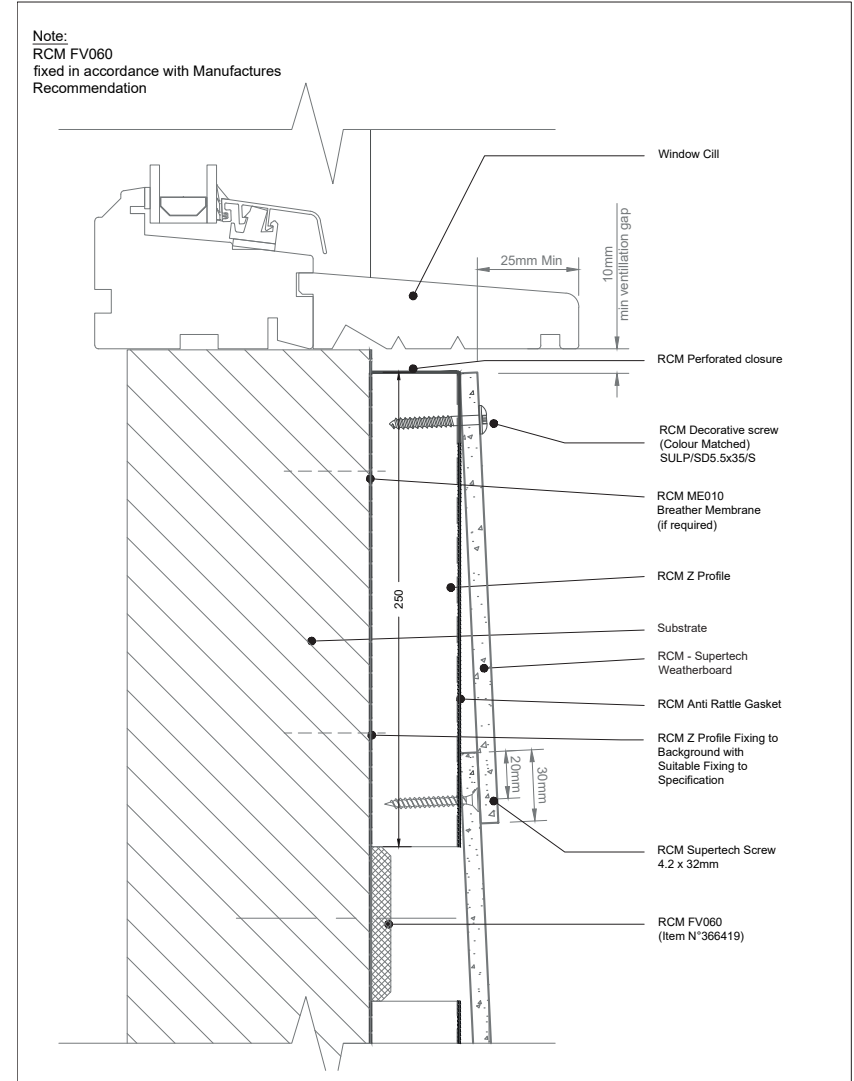 Note:
RCM FV060
fixed in accordance with Manufactures
Recommendation
Window Cill
25mm Min
10mm
min ventillation gap
RCM Perforated closure
RCM Decorative screw
(Colour Matched)
SULP/SD5.5x35/S
RCM ME010
Breather Membrane
(if required)
250
RCM Z Profile
Substrate
RCM - Supertech
Weatherboard
RCM Anti Rattle Gasket
RCM Z Profile Fixing to
Background with
Suitable Fixing to
Specification
20mm
30mm
RCM Supertech Screw
4.2 x 32mm
RCM FV060
(Item N°366419)